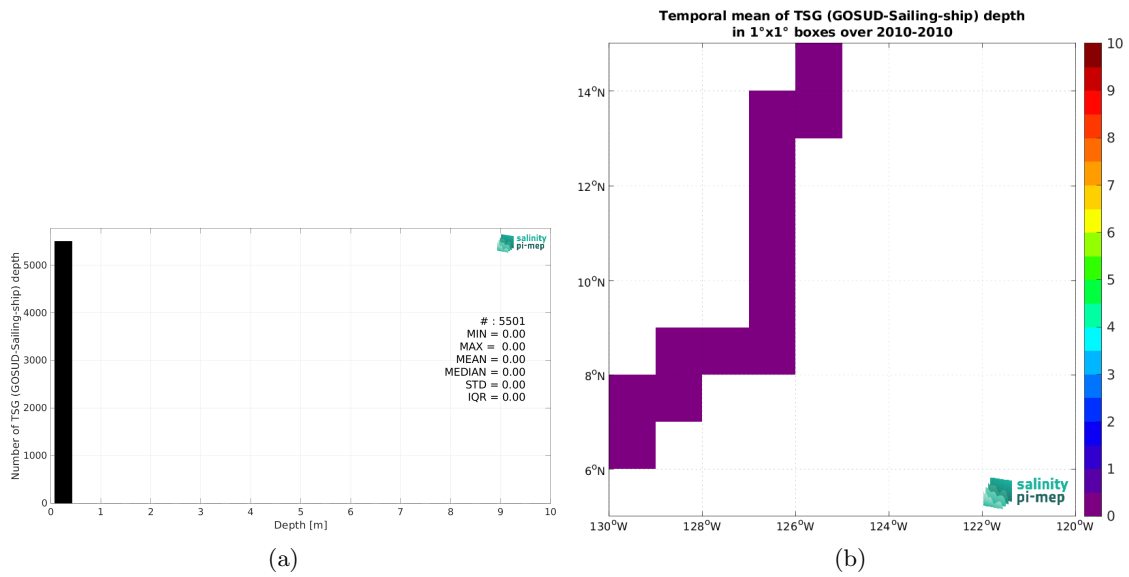 Number of TSG (GOSUD-Sailing-ship) depth
5000
4000
3000
2000
1000
0
salinity
pi-mep
# : 5501
MIN = 0.00
MAX =  0.00
MEAN = 0.00
MEDIAN = 0.00
STD = 0.00
IQR = 0.00
0 1 2 3 4 5 6 7 8 9 10
Depth [m]
(a)
Temporal mean of TSG (GOSUD-Sailing-ship) depth
in 1°x1° boxes over 2010-2010
14°N
12°N
10°N
8°N
6°N
130°W 128°W 126°W 124°W 122°W 120°W
salinity
pi-mep
10
9
8
7
6
5
4
3
2
1
0
(b)